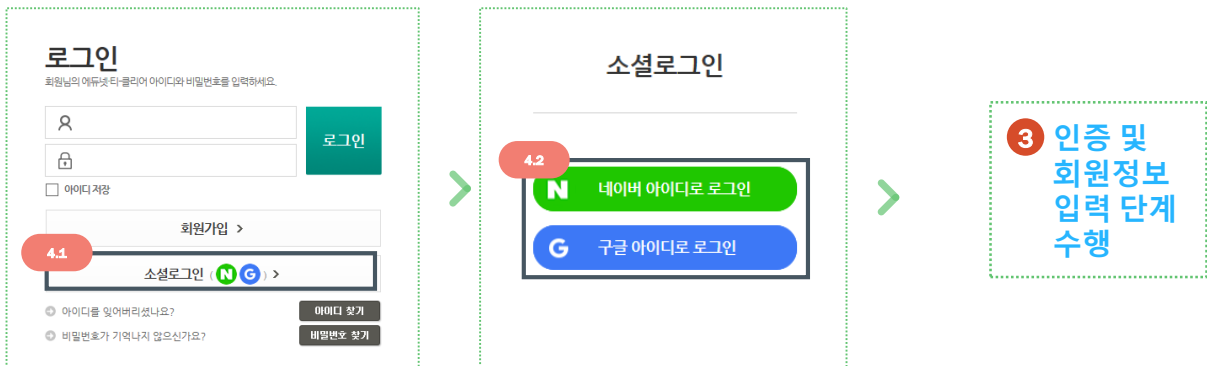 로그인
회원님의 에듀넷·티-클리어 아이디와 비밀번호를 입력하세요.
로그인
아이디 저장
회원가입 >
4.1
소셜로그인 ( N G ) >
아이디를 잊어버리셨나요?
아이디 찾기
비밀번호가 기억나지 않으신가요?
비밀번호 찾기
소셜로그인
4.2
N 네이버 아이디로 로그인
G 구글 아이디로 로그인
3 인증 및
회원정보
입력 단계
수행